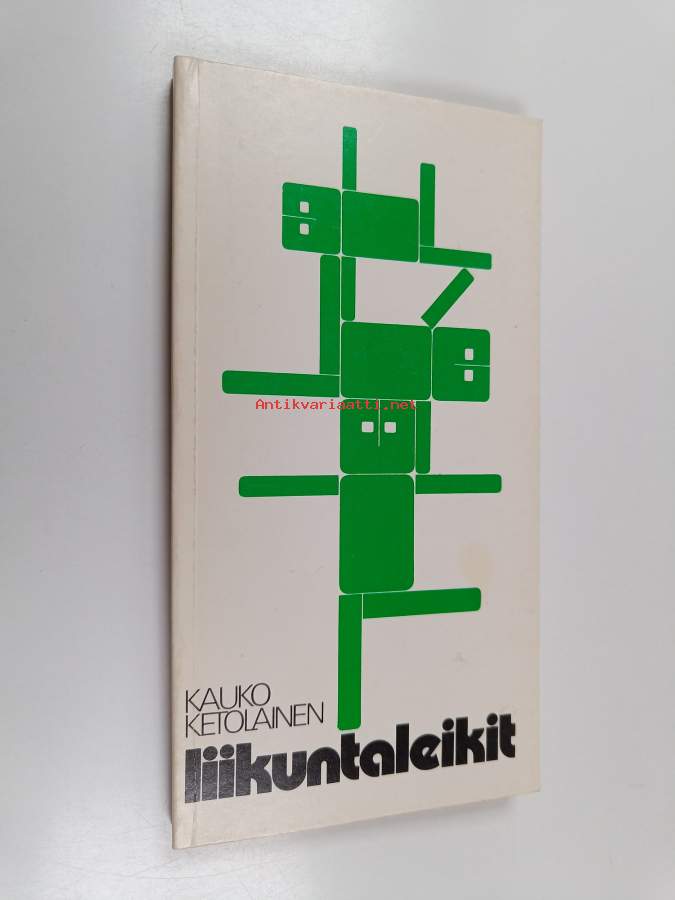 Antikvariaatti.net
KAUKO
KETOLAINEN
liikuntaleikit